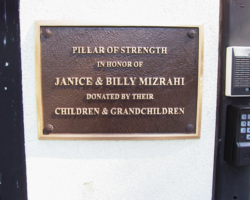 PILLAR OF STRENGTH
IN HONOR OF
JANICE & BILLY MIZRAHI
DONATED BY THEIR
CHILDREN & GRANDCHILDREN